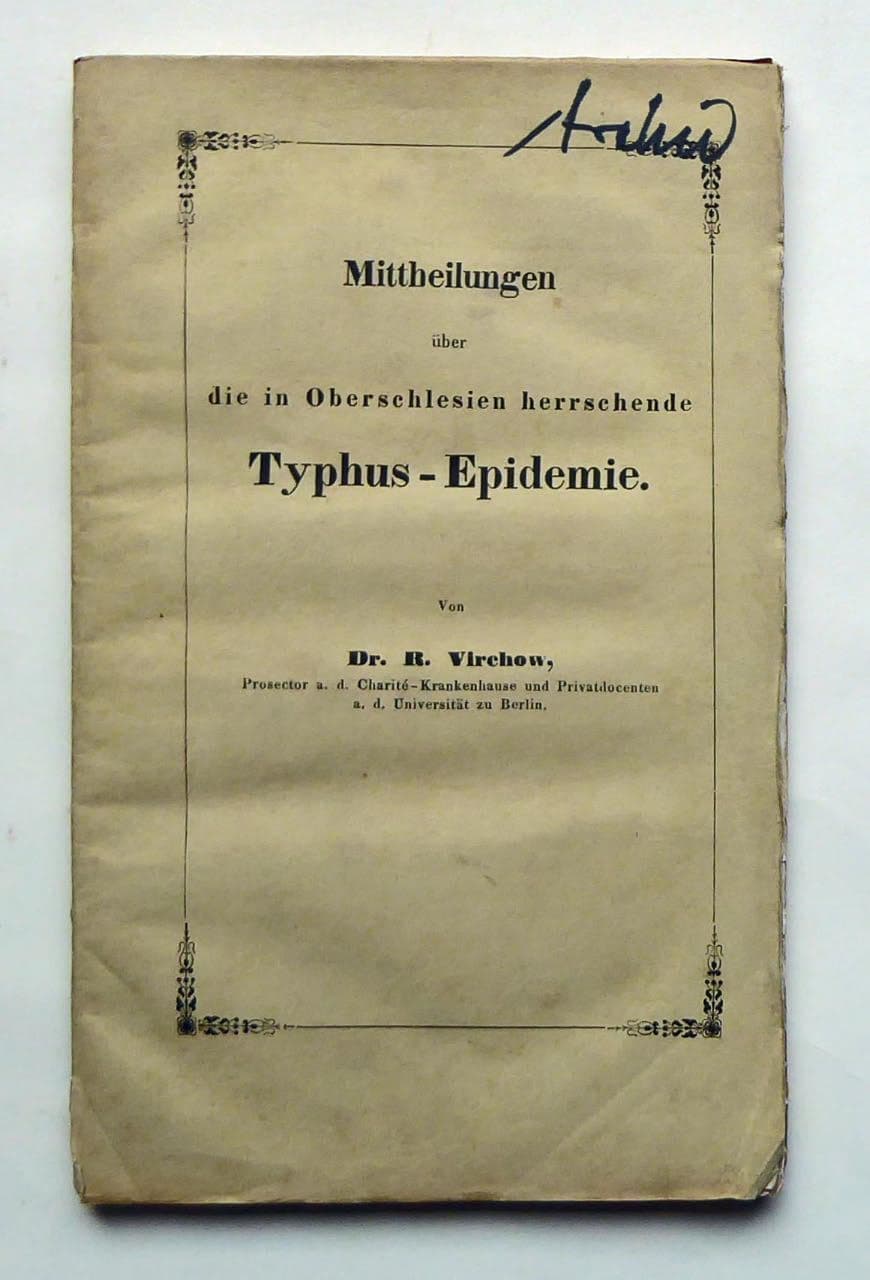 Mittheilungen
über
die in Oberschlesien herrschende
Typhus - Epidemie.
Von
Dr. R. Virchow,
Prosector a. d. Charité-Krankenhause und Privatdocenten
a. d. Universität zu Berlin.